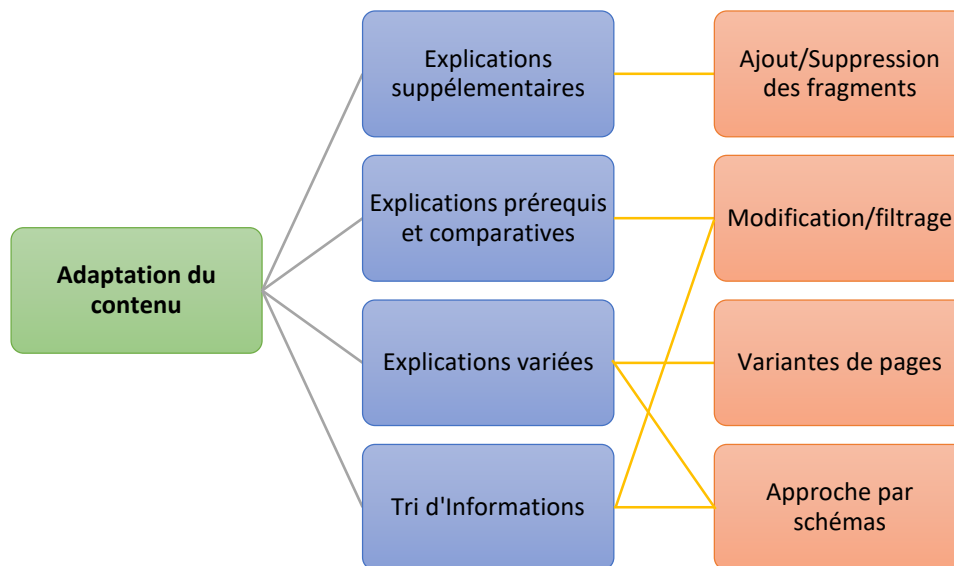 Explications
suppélementaires
Ajout/Suppression
des fragments
Explications prérequis
et comparatives
Modification/filtrage
Adaptation du
contenu
Explications variées
Variantes de pages
Tri d'Informations
Approche par
schémas